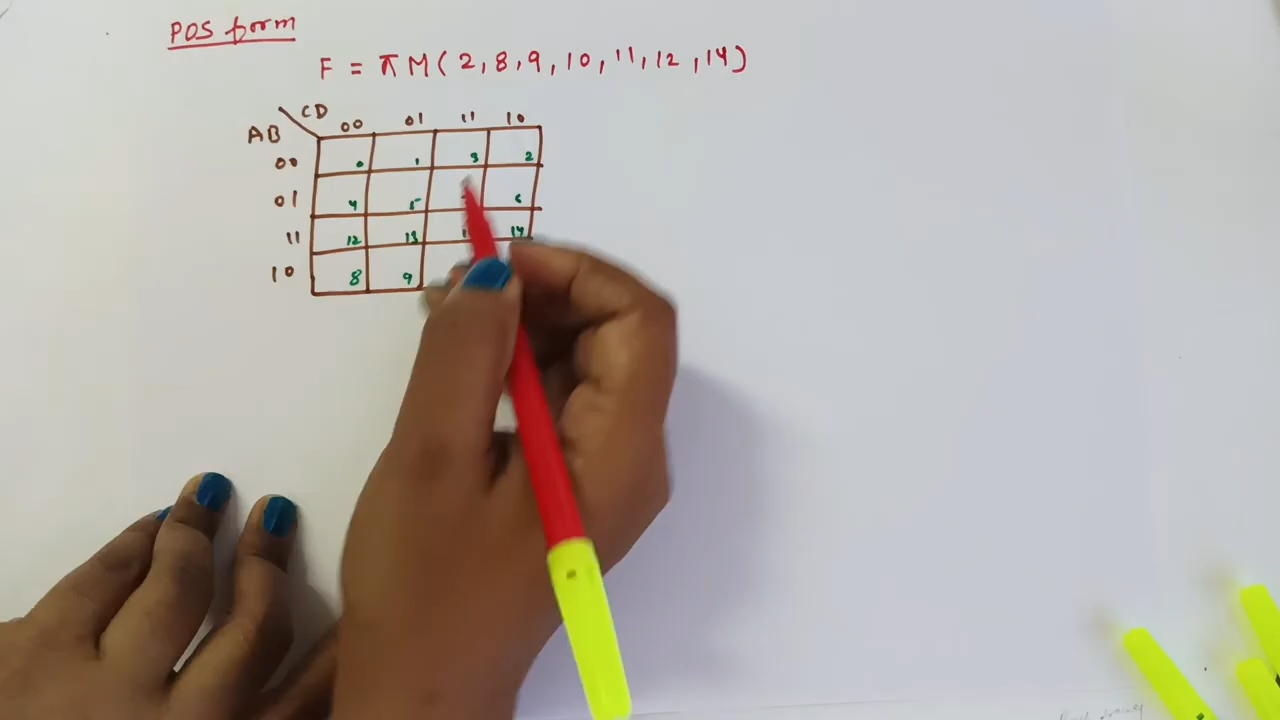 POS form
F = πM(2,8,9,10,11,12,14)
CD
AB 00 01 11 10
00 0 1 3 2
01 4 5 6
11 12 13 14
10 8 9